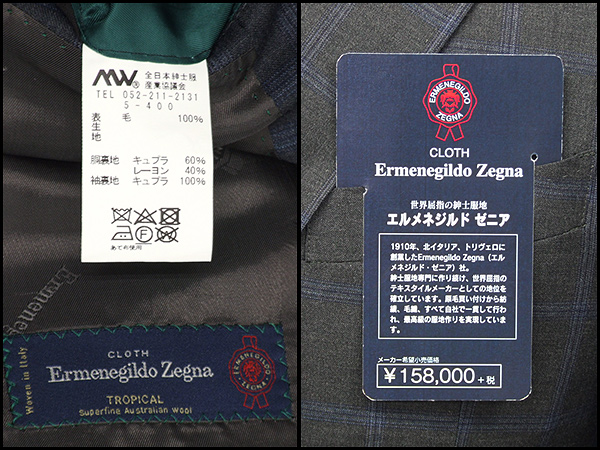 MW® 全日本紳士服
産業協議会
TEL 052-211-2131
5-400
表生地 毛 100%
胴裏地 キュプラ 60%
レーヨン 40%
袖裏地 キュプラ 100%
F
あて布使用
Woven in Italy
CLOTH
Ermenegildo Zegna
TROPICAL
Superfine Australian Wool
ERMENEGILDO
ZEGNA
ERMENEGILDO
ZEGNA
CLOTH
Ermenegildo Zegna
世界屈指の紳士服地
エルメネジルド ゼニア
1910年、北イタリア、トリヴェロに
創業したErmenegildo Zegna(エル
メネジルド・ゼニア)社。
紳士服地専門に作り続け、世界屈指の
テキスタイルメーカーとしての地位を
確立しています。原毛買い付けから紡
績、毛織、すべて自社で一貫して行わ
れ、最高級の服地作りを実現していま
す。
メーカー希望小売価格
¥158,000+税